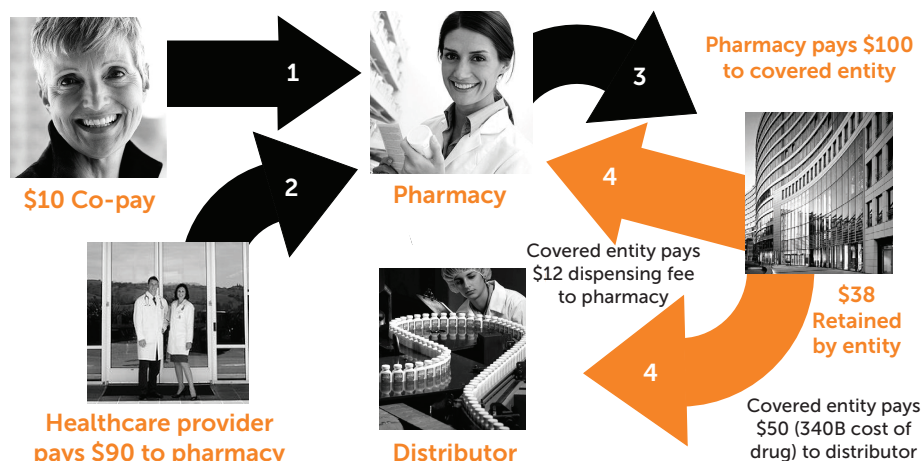 1
3
Pharmacy pays $100
to covered entity
2
4
$10 Co-pay
Pharmacy
Covered entity pays
$12 dispensing fee
to pharmacy
$38
Retained
by entity
4
Healthcare provider
pays $90 to pharmacy
Distributor
Covered entity pays
$50 (340B cost of
drug) to distributor